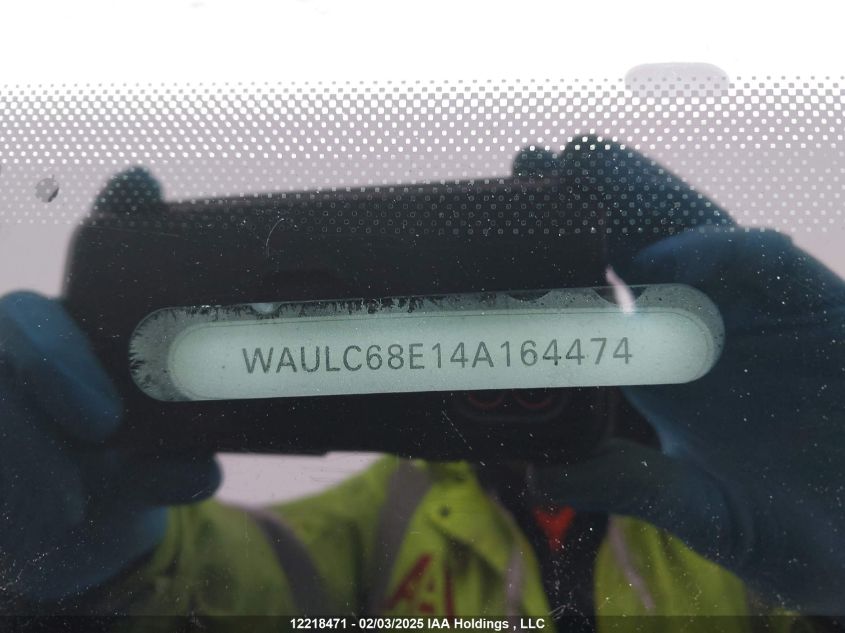 WAULC68E14A164474
12218471 - 02/03/2025 IAA Holdings , LLC